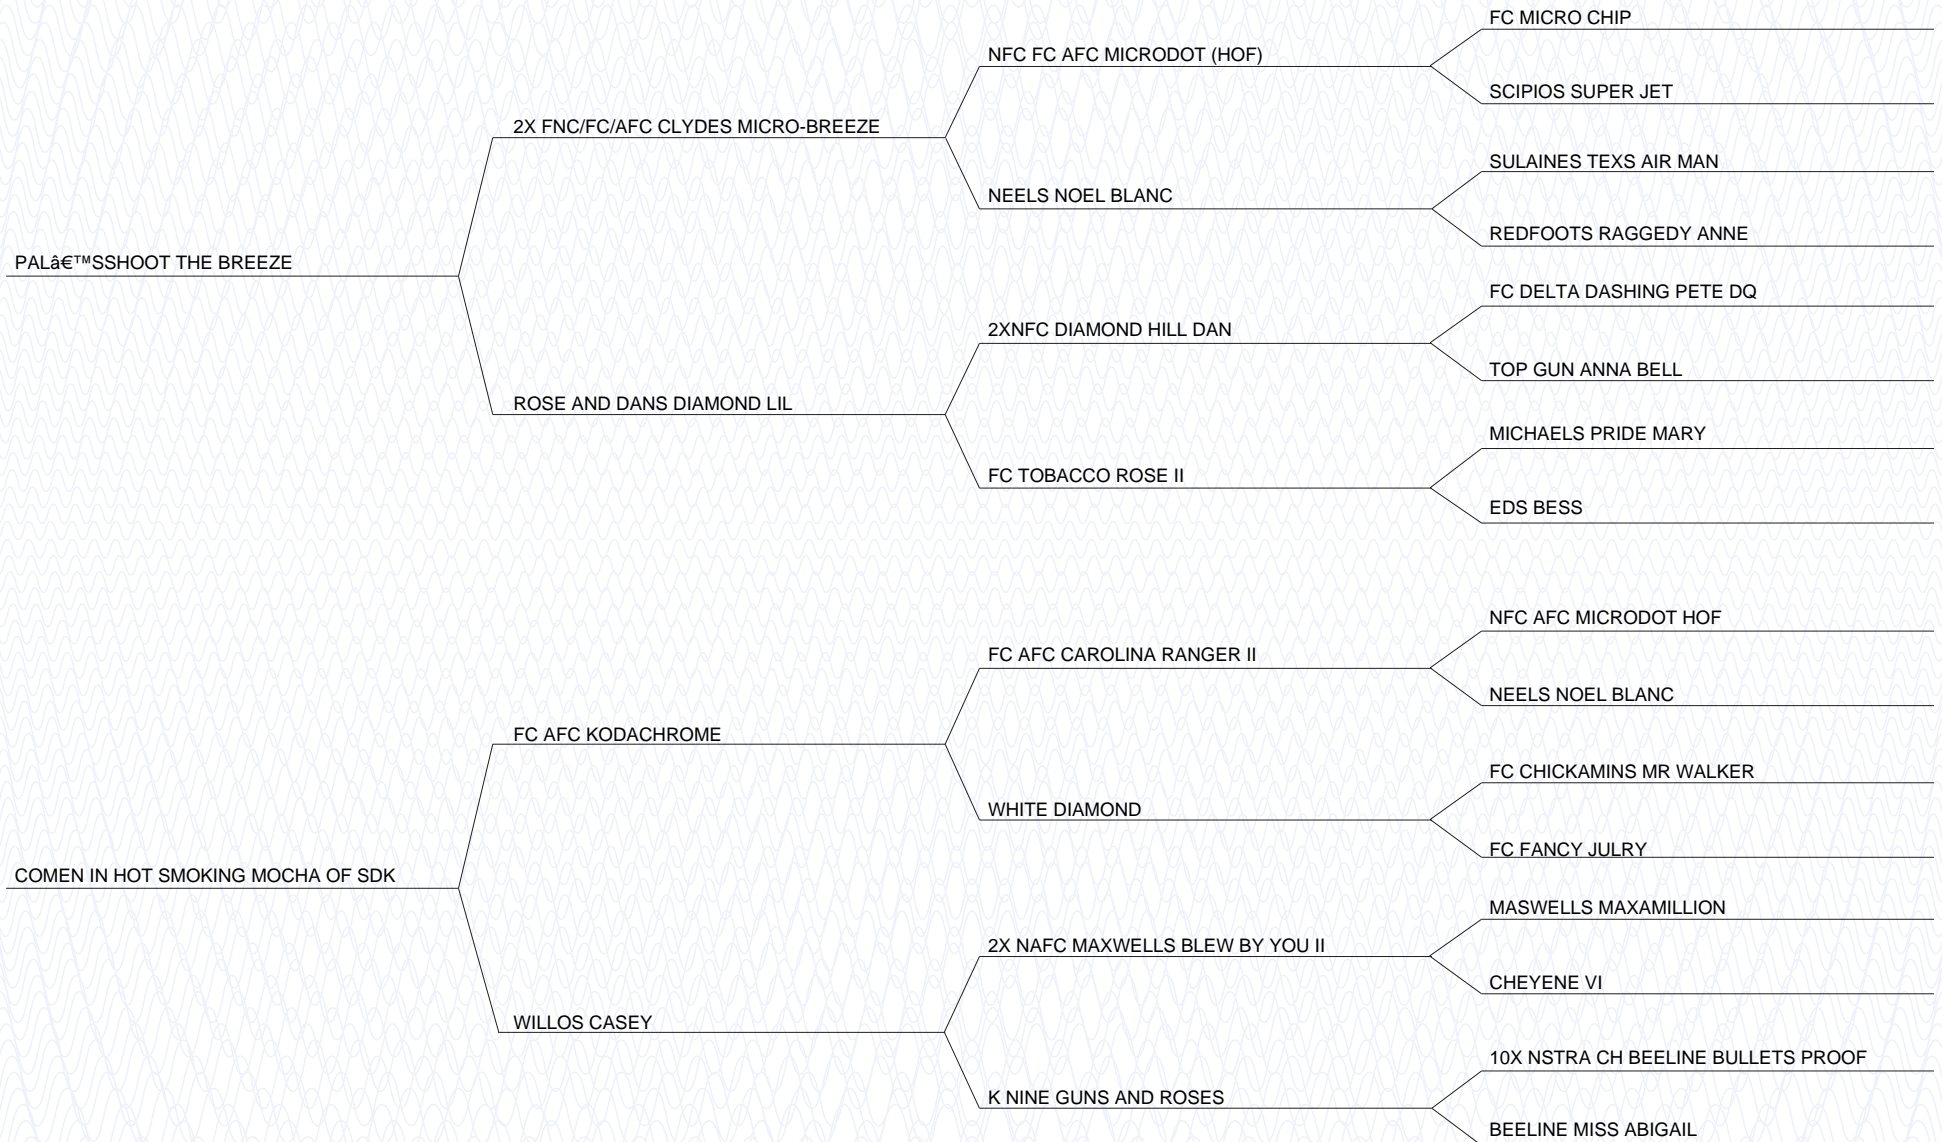 FC MICRO CHIP
NFC FC AFC MICRODOT (HOF)
SCIPIOS SUPER JET
2X FNC/FC/AFC CLYDES MICRO-BREEZE
SULAINES TEXS AIR MAN
NEELS NOEL BLANC
REDFOOTS RAGGEDY ANNE
PALâ€™SSHOOT THE BREEZE
FC DELTA DASHING PETE DQ
2XNFC DIAMOND HILL DAN
TOP GUN ANNA BELL
ROSE AND DANS DIAMOND LIL
MICHAELS PRIDE MARY
FC TOBACCO ROSE II
EDS BESS
NFC AFC MICRODOT HOF
FC AFC CAROLINA RANGER II
NEELS NOEL BLANC
FC AFC KODACHROME
FC CHICKAMINS MR WALKER
WHITE DIAMOND
FC FANCY JULRY
COMEN IN HOT SMOKING MOCHA OF SDK
MASWELLS MAXAMILLION
2X NAFC MAXWELLS BLEW BY YOU II
CHEYENE VI
WILLOS CASEY
10X NSTRA CH BEELINE BULLETS PROOF
K NINE GUNS AND ROSES
BEELINE MISS ABIGAIL